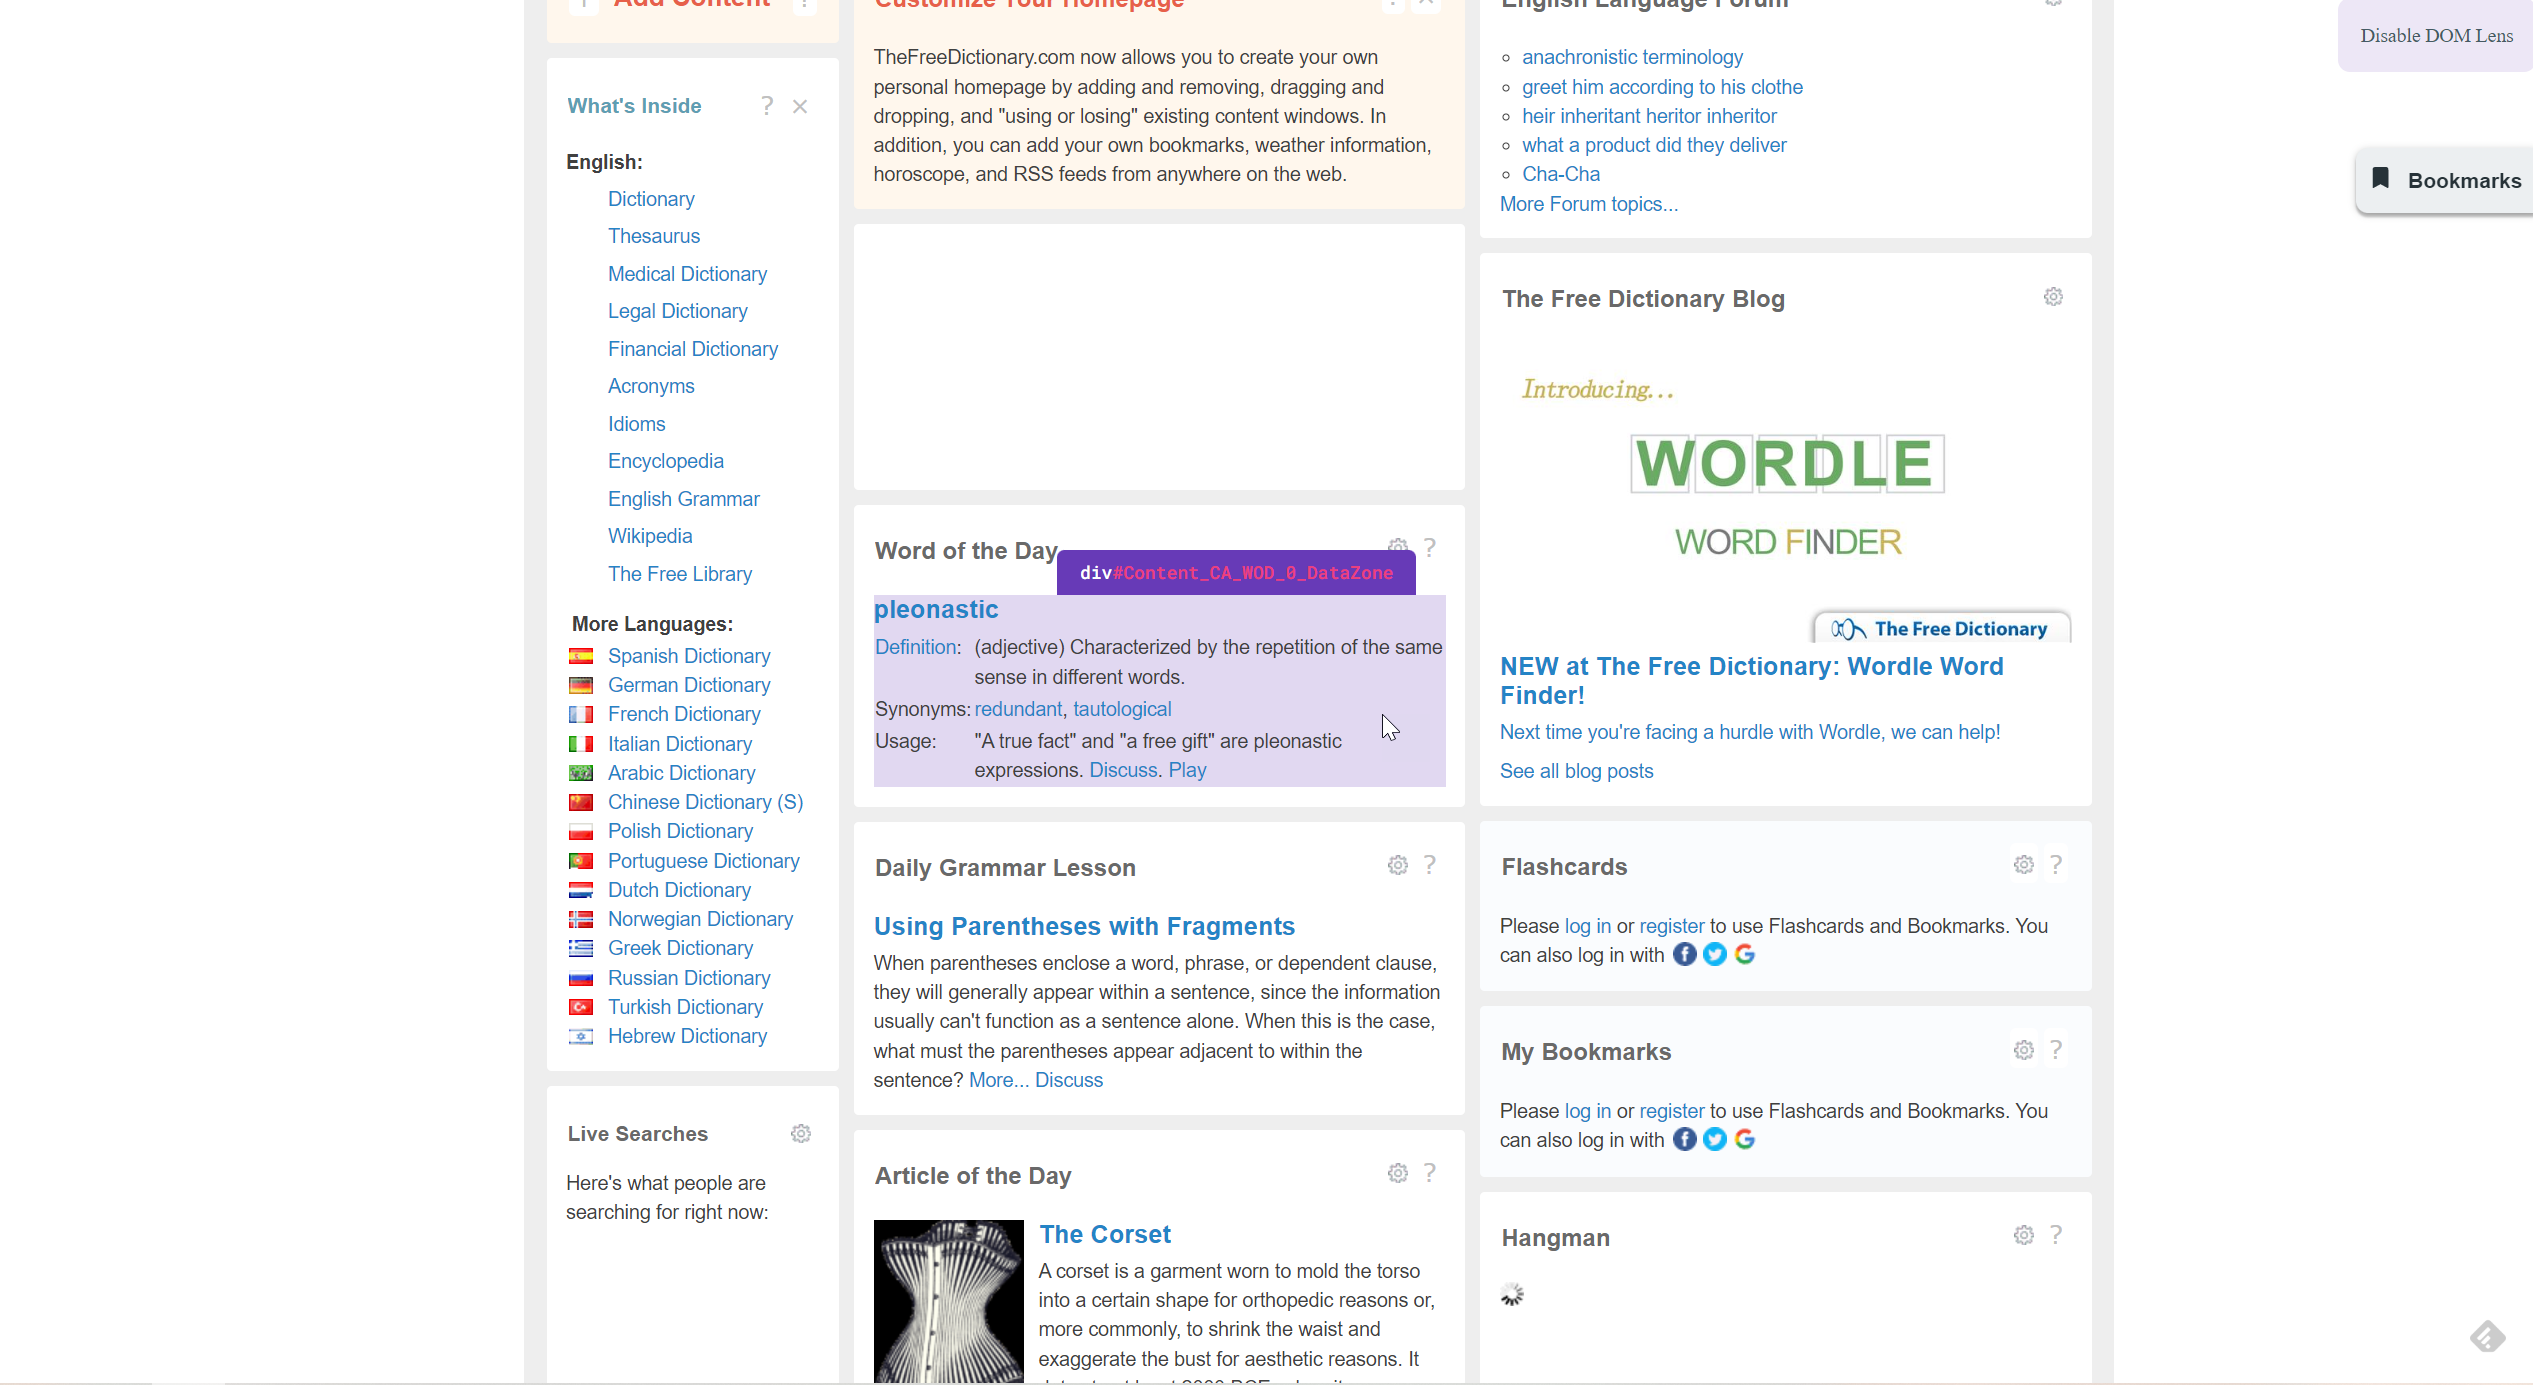 Add Content
What's Inside
English:
Dictionary
Thesaurus
Medical Dictionary
Legal Dictionary
Financial Dictionary
Acronyms
Idioms
Encyclopedia
English Grammar
Wikipedia
The Free Library
More Languages:
Spanish Dictionary
German Dictionary
French Dictionary
Italian Dictionary
Arabic Dictionary
Chinese Dictionary (S)
Polish Dictionary
Portuguese Dictionary
Dutch Dictionary
Norwegian Dictionary
Greek Dictionary
Russian Dictionary
Turkish Dictionary
Hebrew Dictionary
Live Searches
Here's what people are
searching for right now:
Customize Your Homepage
TheFreeDictionary.com now allows you to create your own
personal homepage by adding and removing, dragging and
dropping, and "using or losing" existing content windows. In
addition, you can add your own bookmarks, weather information,
horoscope, and RSS feeds from anywhere on the web.
Word of the Day
div#Content_CA_WOD_0_DataZone
pleonastic
Definition: (adjective) Characterized by the repetition of the same
sense in different words.
Synonyms: redundant, tautological
Usage: "A true fact" and "a free gift" are pleonastic
expressions. Discuss. Play
Daily Grammar Lesson
Using Parentheses with Fragments
When parentheses enclose a word, phrase, or dependent clause,
they will generally appear within a sentence, since the information
usually can't function as a sentence alone. When this is the case,
what must the parentheses appear adjacent to within the
sentence? More... Discuss
Article of the Day
The Corset
A corset is a garment worn to mold the torso
into a certain shape for orthopedic reasons or,
more commonly, to shrink the waist and
exaggerate the bust for aesthetic reasons. It
English Language Forum
anachronistic terminology
greet him according to his clothe
heir inheritant heritor inheritor
what a product did they deliver
Cha-Cha
More Forum topics...
The Free Dictionary Blog
Introducing...
WORDLE
WORD FINDER
The Free Dictionary
NEW at The Free Dictionary: Wordle Word
Finder!
Next time you're facing a hurdle with Wordle, we can help!
See all blog posts
Flashcards
Please log in or register to use Flashcards and Bookmarks. You
can also log in with
My Bookmarks
Please log in or register to use Flashcards and Bookmarks. You
can also log in with
Hangman
Disable DOM Lens
Bookmarks